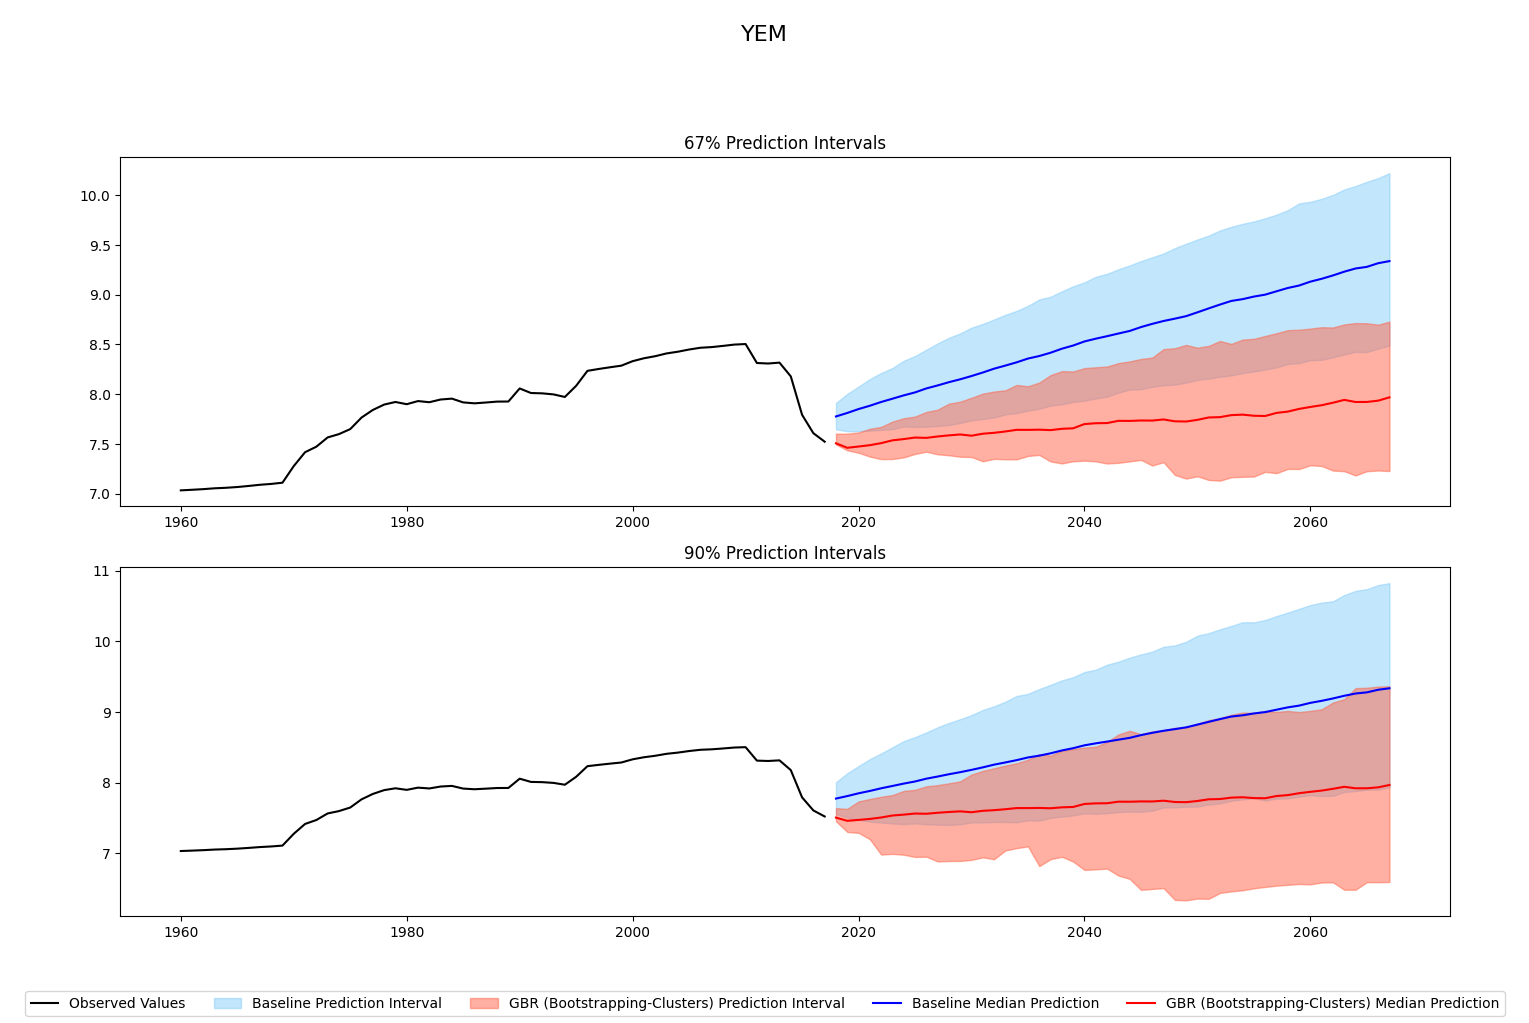 YEM
67% Prediction Intervals
10.0
9.5
9.0
8.5
8.0
7.5
7.0
1960 1980 2000 2020 2040 2060
90% Prediction Intervals
11
10
9
8
7
1960 1980 2000 2020 2040 2060
Observed Values Baseline Prediction Interval GBR (Bootstrapping-Clusters) Prediction Interval Baseline Median Prediction GBR (Bootstrapping-Clusters) Median Prediction